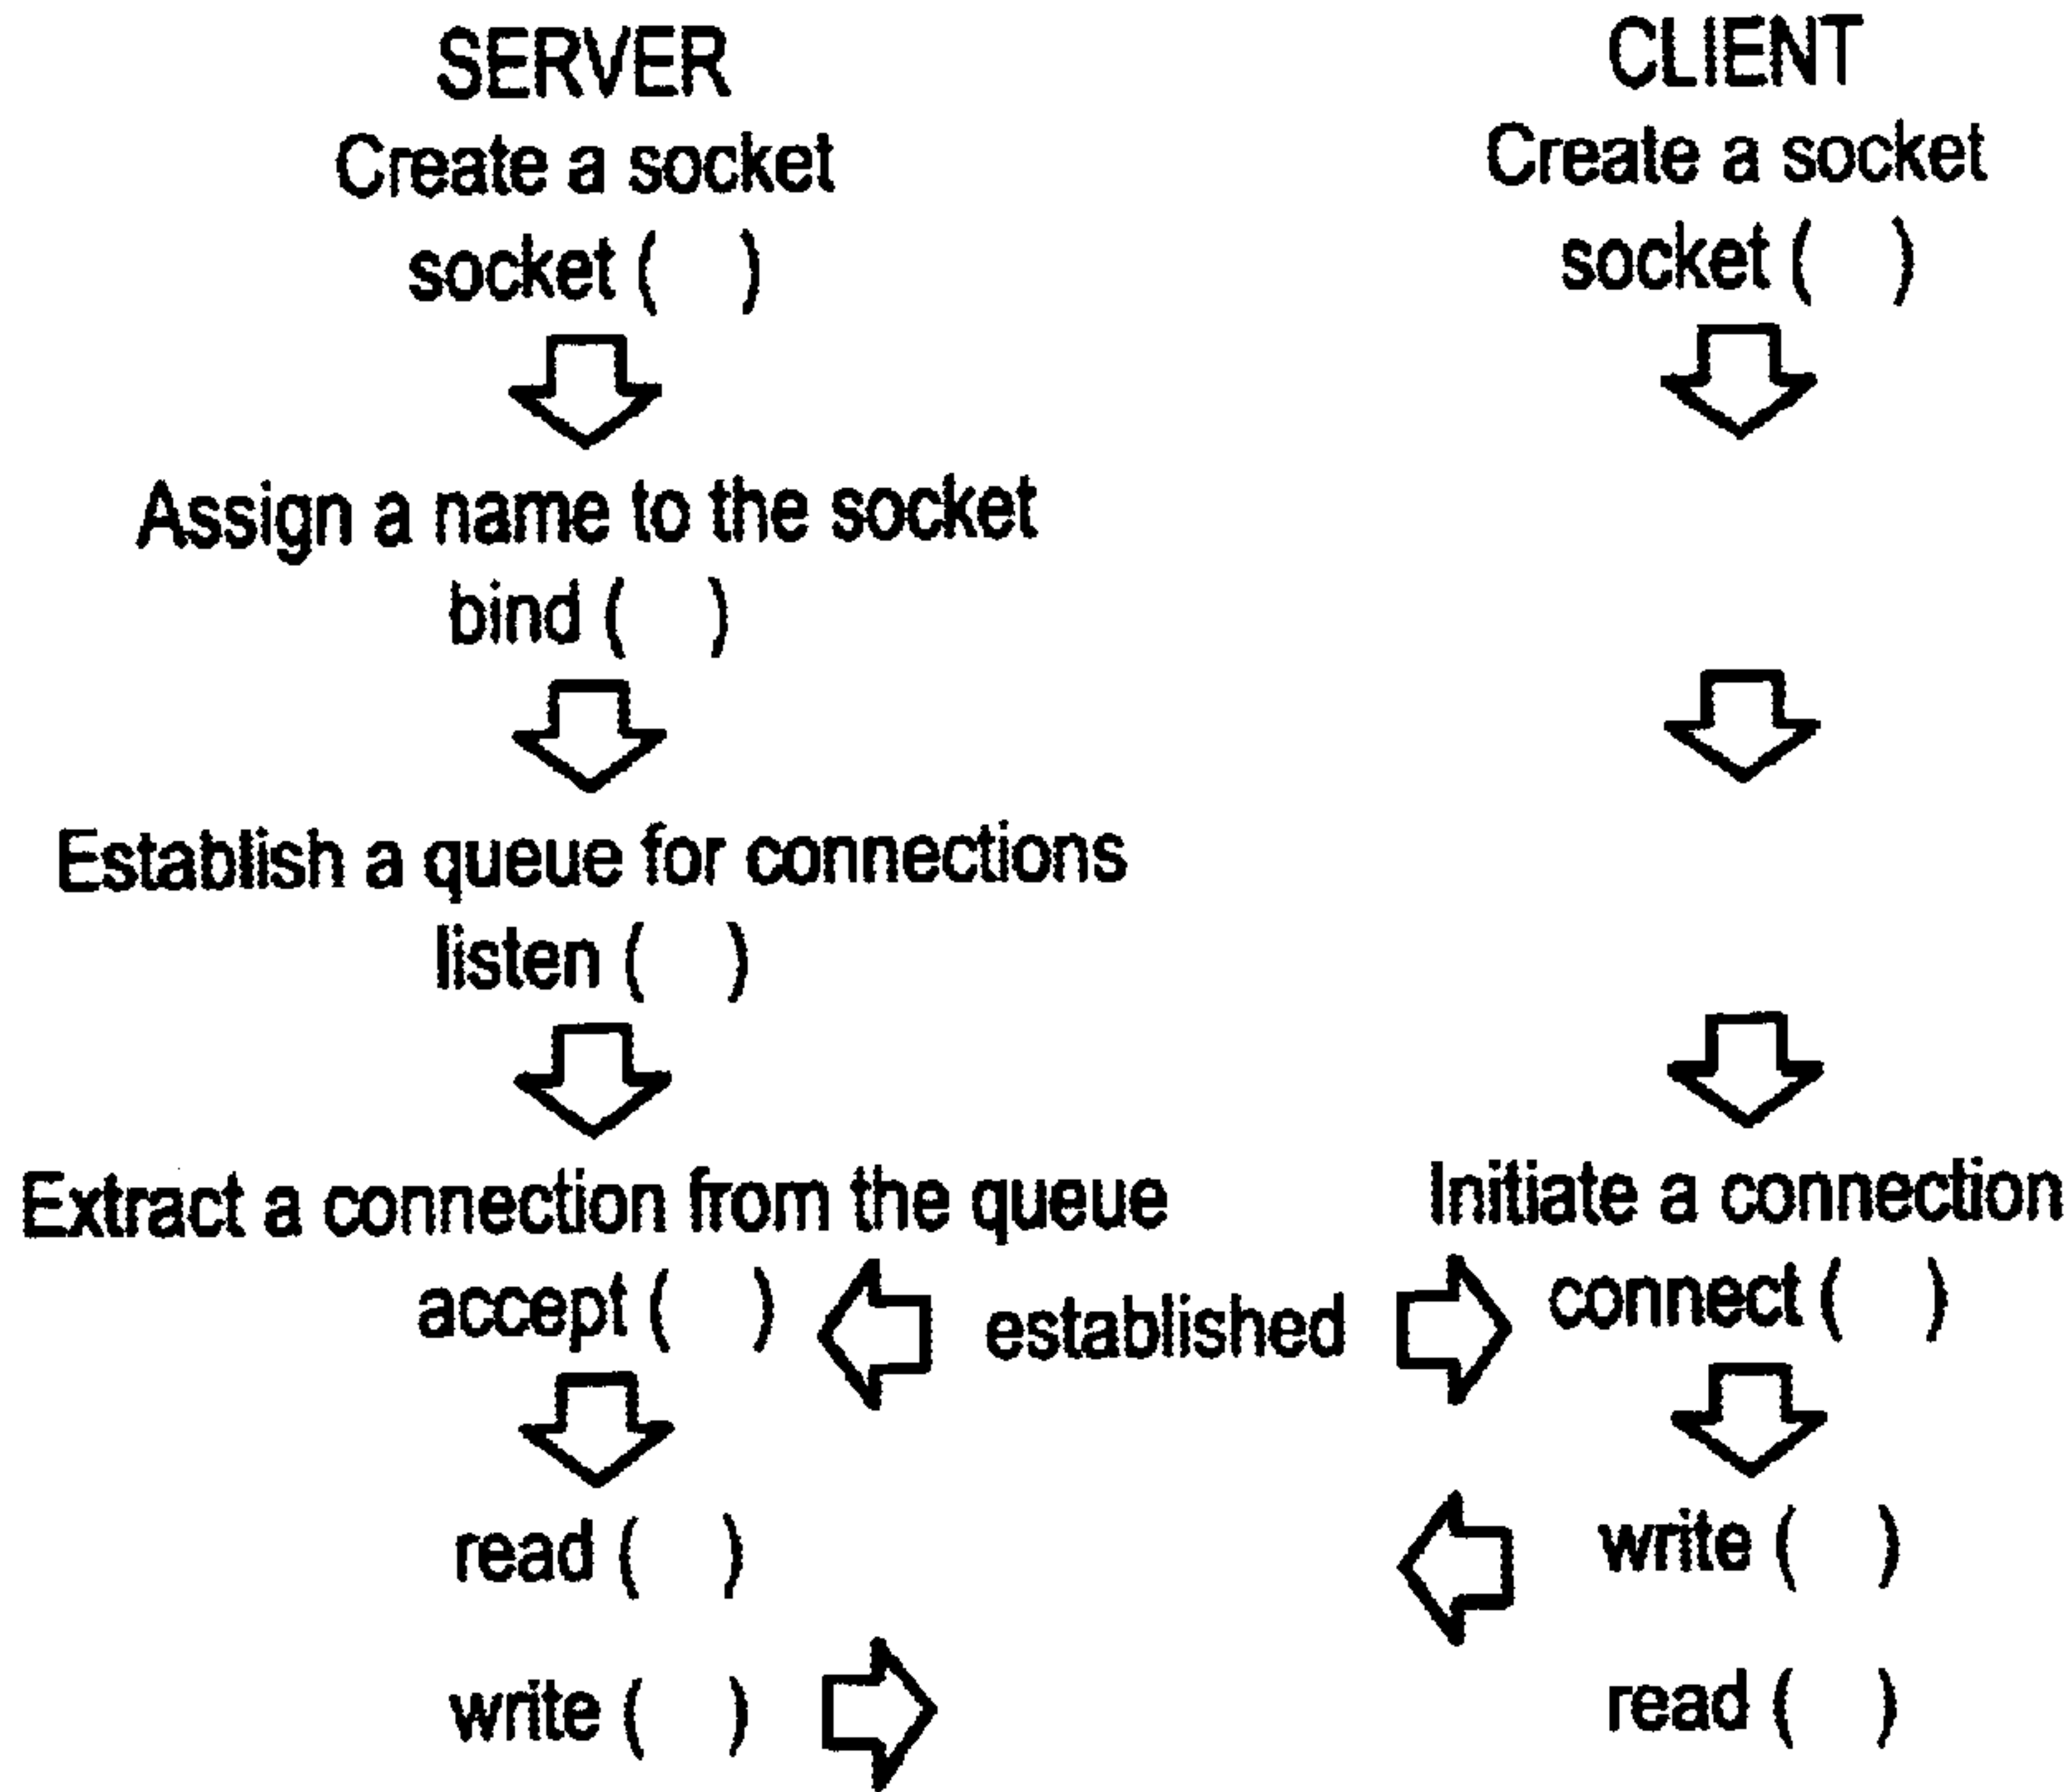 SERVER
Create a socket
socket ( )
Assign a name to the socket
bind ( )
Establish a queue for connections
listen ( )
Extract a connection from the queue
accept ( )
read ( )
write ( )
established
CLIENT
Create a socket
socket ( )
Initiate a connection
connect ( )
write ( )
read ( )